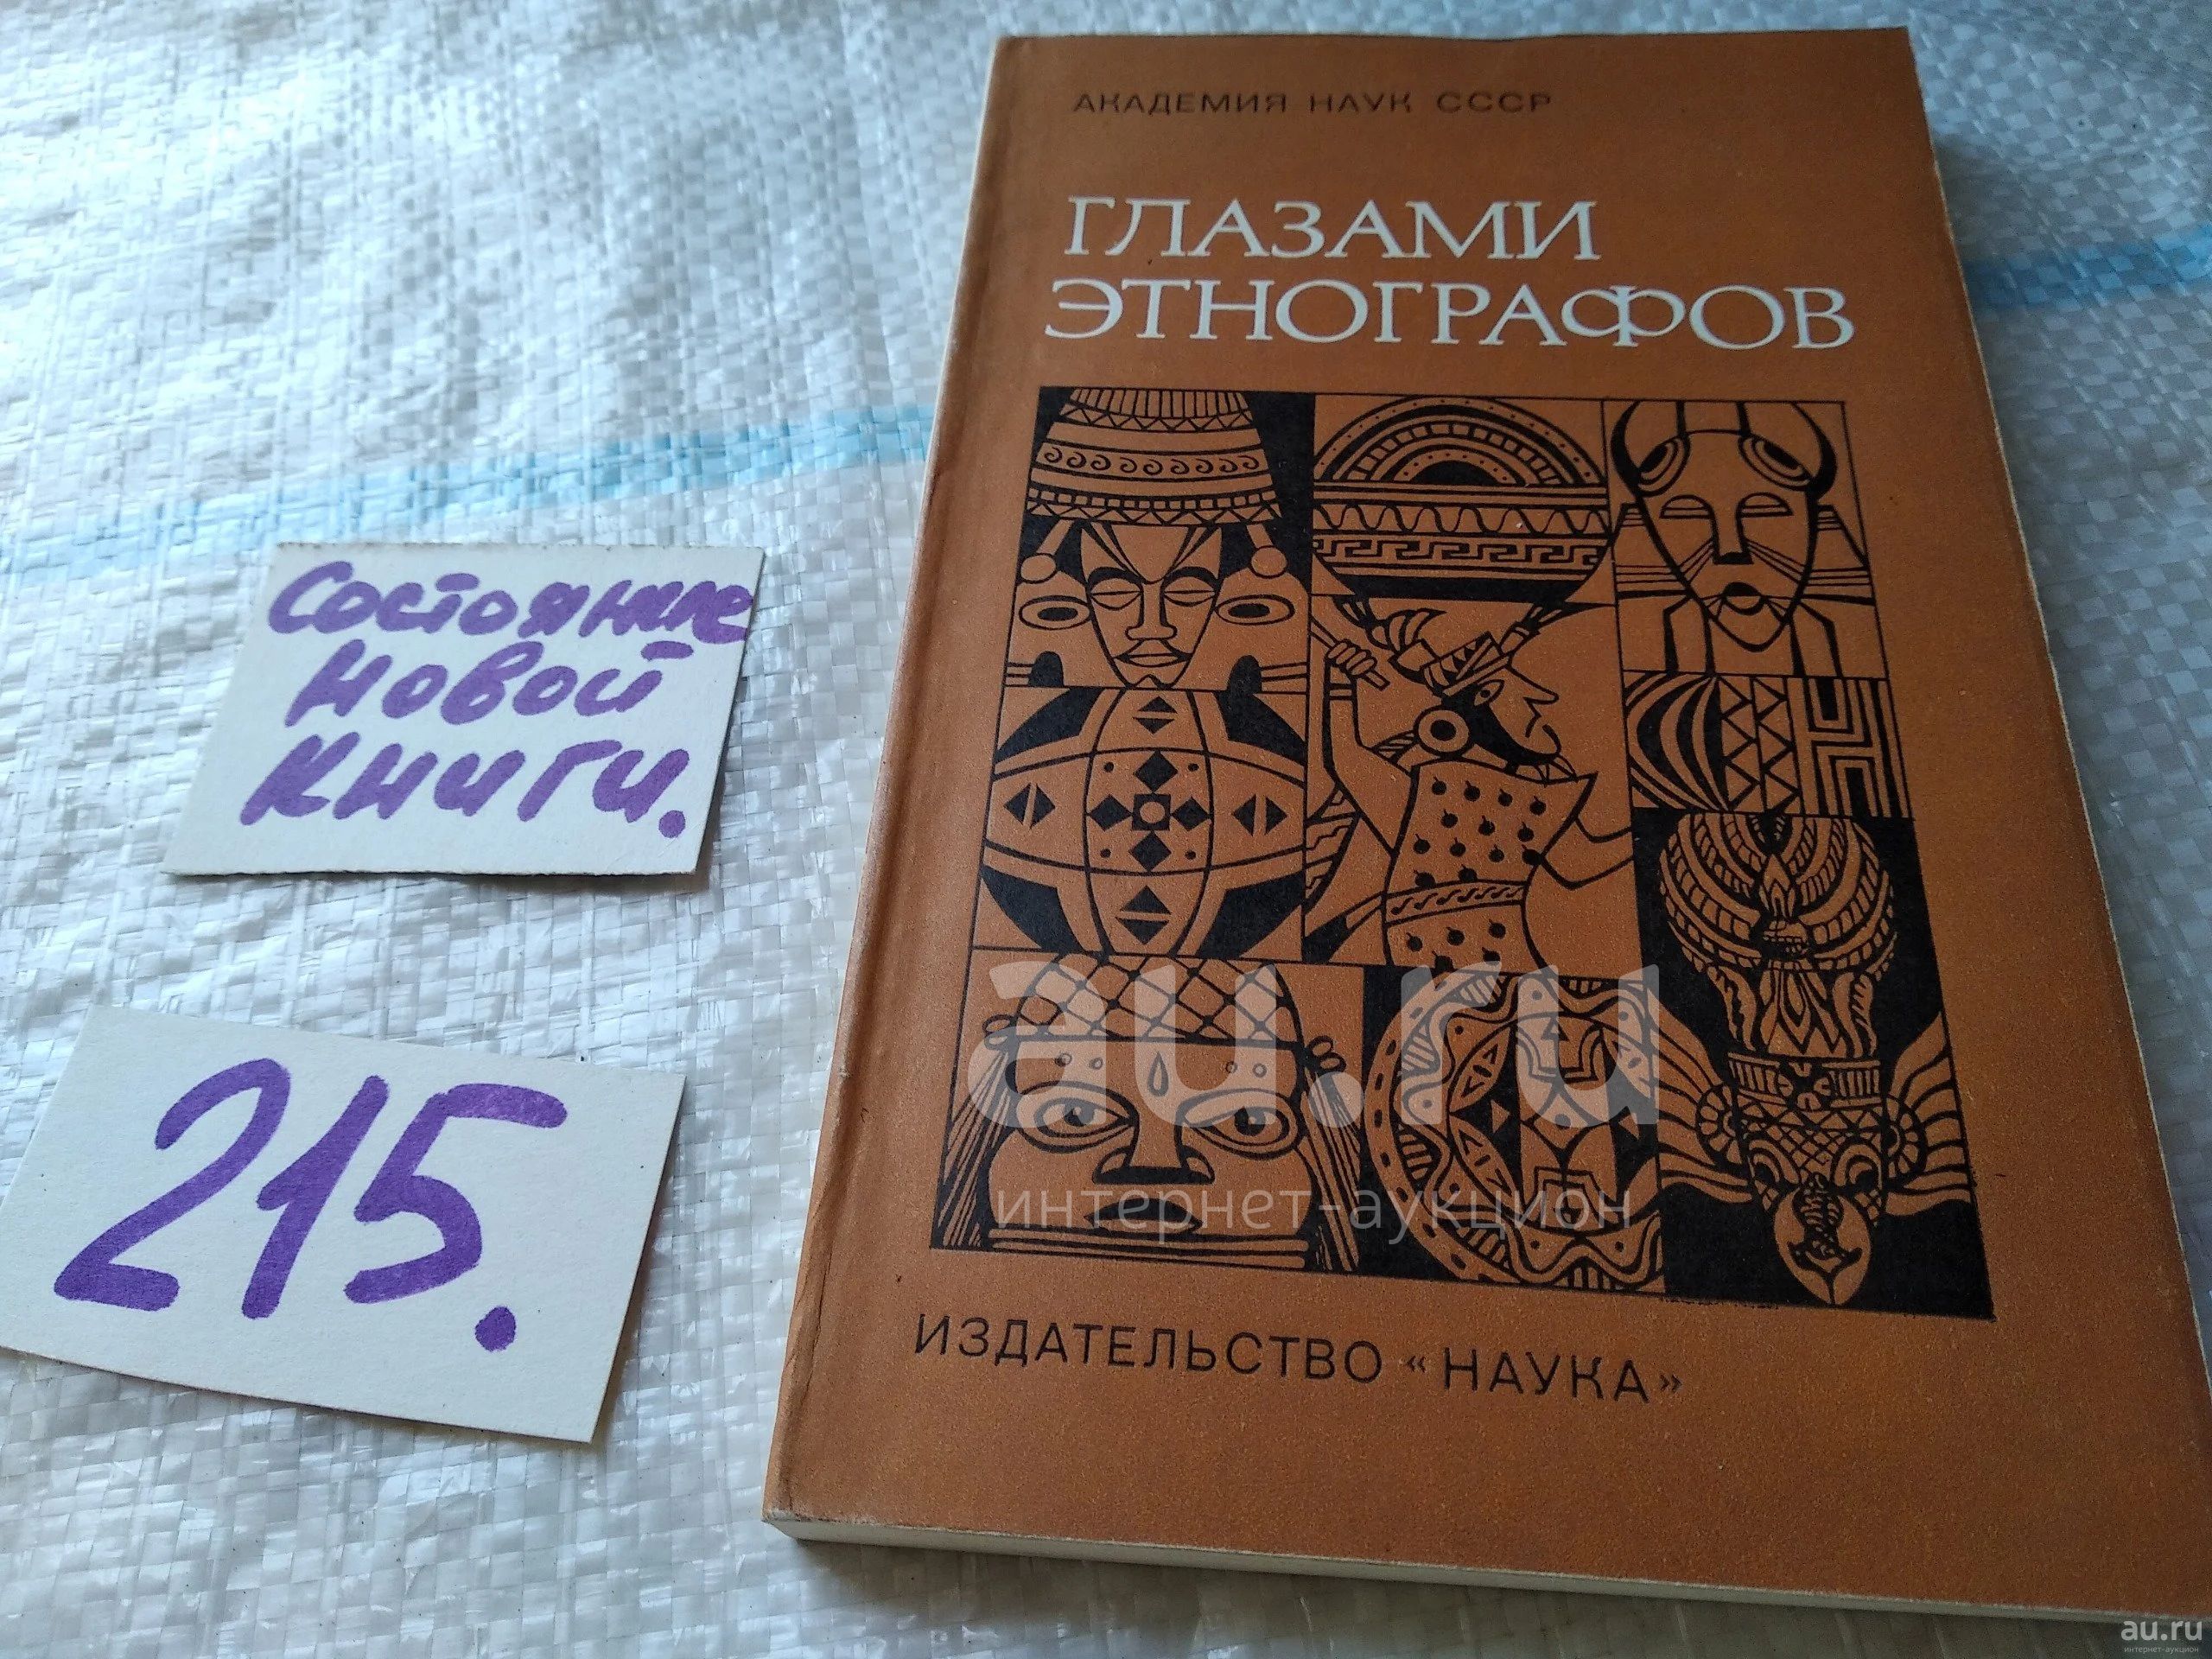 АКАДЕМИЯ НАУК СССР
ГЛАЗАМИ
ЭТНОГРАФОВ
Состояние
новой
книги.
215.
au.ru
интернет-аукцион
ИЗДАТЕЛЬСТВО «НАУКА»
au.ru
интернет-аукцион